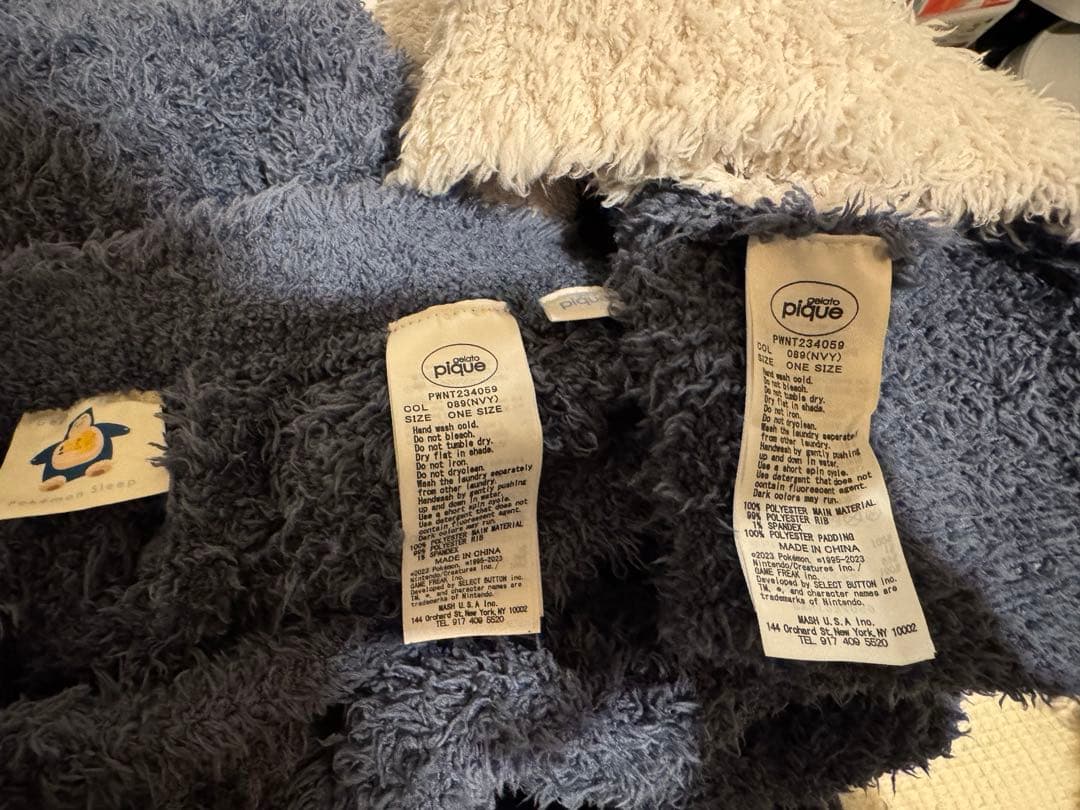 Pokémon Sleep
gelato
pique
PWNT234059
COL 089(NVY)
SIZE ONE SIZE
Hand wash cold.
Do not bleach.
Do not tumble dry.
Dry flat in shade.
Do not iron.
Do not dryclean.
Wash the laundry separately
from other laundry.
Handwash by gently pushing
up and down in water.
Use a short spin cycle.
Use detergent that does not
contain fluorescent agent.
Dark colors may run.
100% POLYESTER MAIN MATERIAL
99% POLYESTER RIB
1% SPANDEX
MADE IN CHINA
©2023 Pokémon. ©1995-2023
Nintendo/Creatures Inc./
GAME FREAK inc.
Developed by SELECT BUTTON inc.
TM, ®, and character names are
trademarks of Nintendo.
MASH U.S.A Inc.
144 Orchard St, New York, NY 10002
TEL 917 409 5520
pique
gelato
pique
PWNT234059
COL 089(NVY)
SIZE ONE SIZE
Hand wash cold.
Do not bleach.
Do not tumble dry.
Dry flat in shade.
Do not iron.
Do not dryclean.
Wash the laundry separately
from other laundry.
Handwash by gently pushing
up and down in water.
Use a short spin cycle.
Use detergent that does not
contain fluorescent agent.
Dark colors may run.
100% POLYESTER MAIN MATERIAL
99% POLYESTER RIB
1% SPANDEX
100% POLYESTER PADDING
MADE IN CHINA
©2023 Pokémon. ©1995-2023
Nintendo/Creatures Inc./
GAME FREAK inc.
Developed by SELECT BUTTON inc.
TM, ®, and character names are
trademarks of Nintendo.
MASH U.S.A Inc.
144 Orchard St, New York, NY 10002
TEL 917 409 5520